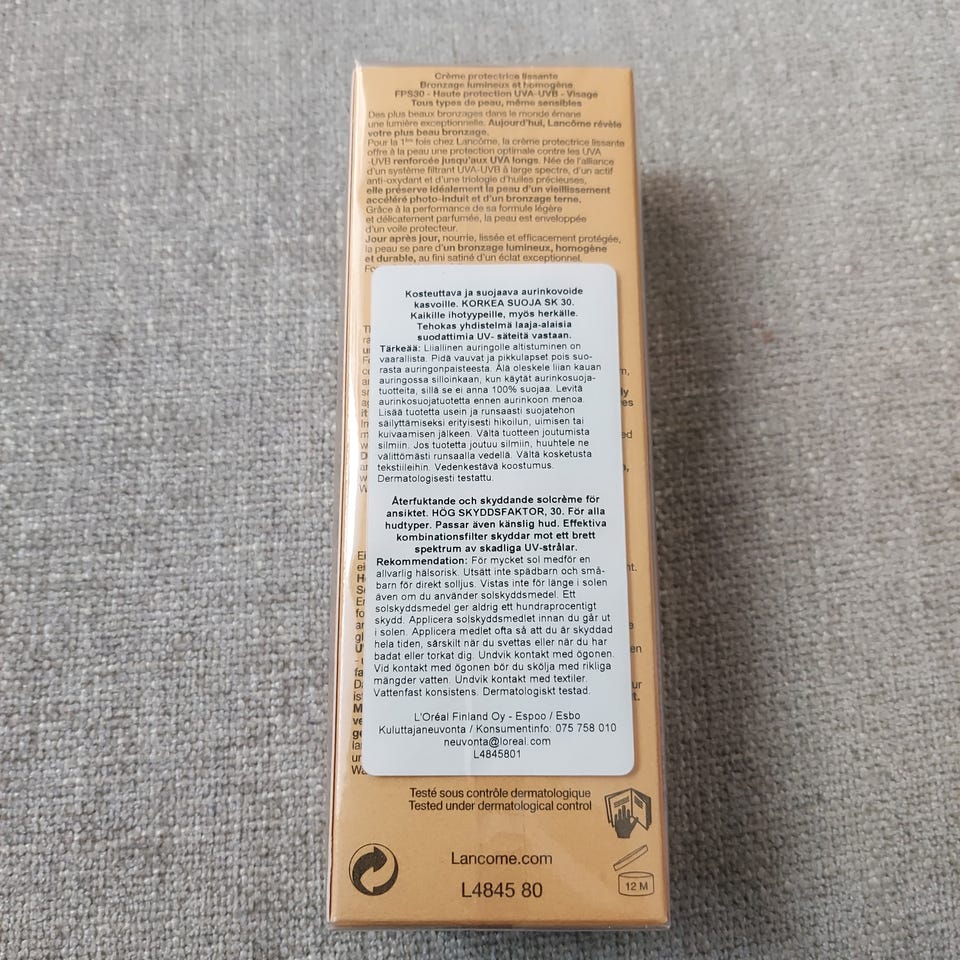 Crème protectrice lissante
Bronzage lumineux et homogène
FPS30 - Haute protection UVA-UVB - Visage
Tous types de peau, même sensibles
Des plus beaux bronzages dans le monde émane
une lumière exceptionnelle. Aujourd'hui, Lancôme révèle
votre plus beau bronzage.
Pour la 1ère fois chez Lancôme, la crème protectrice lissante
offre à la peau une protection optimale contre les UVA
-UVB renforcée jusqu'aux UVA longs. Née de l'alliance
d'un système filtrant UVA-UVB à large spectre, d'un actif
anti-oxydant et d'une triologie d'huiles précieuses,
elle préserve idéalement la peau d'un vieillissement
accéléré photo-induit et d'un bronzage terne.
Grâce à la performance de sa formule légère
et délicatement parfumée, la peau est enveloppée
d'un voile protecteur.
Jour après jour, nourrie, lissée et efficacement protégée,
la peau se pare d'un bronzage lumineux, homogène
et durable, au fini satiné d'un éclat exceptionnel.
Kosteuttava ja suojaava aurinkovoide
kasvoille. KORKEA SUOJA SK 30.
Kaikille ihotyypeille, myös herkälle.
Tehokas yhdistelmä laaja-alaisia
suodattimia UV- säteitä vastaan.
Tärkeää: Liiallinen auringolle altistuminen on
vaarallista. Pidä vauvat ja pikkulapset pois suo-
rasta auringonpaisteesta. Älä oleskele liian kauan
auringossa silloinkaan, kun käytät aurinkosuoja-
tuotteita, sillä se ei anna 100% suojaa. Levitä
aurinkosuojatuotetta ennen aurinkoon menoa.
Lisää tuotetta usein ja runsaasti suojatehon
säilyttämiseksi erityisesti hikoilun, uimisen tai
kuivaamisen jälkeen. Vältä tuotteen joutumista
silmiin. Jos tuotetta joutuu silmiin, huuhtele ne
välittömästi runsaalla vedellä. Vältä kosketusta
tekstiileihin. Vedenkestävä koostumus.
Dermatologisesti testattu.
Återfuktande och skyddande solcrème för
ansiktet. HÖG SKYDDSFAKTOR, 30. För alla
hudtyper. Passar även känslig hud. Effektiva
kombinationsfilter skyddar mot ett brett
spektrum av skadliga UV-strålar.
Rekommendation: För mycket sol medför en
allvarlig hälsorisk. Utsätt inte spädbarn och små-
barn för direkt solljus. Vistas inte för länge i solen
även om du använder solskyddsmedel. Ett
solskyddsmedel ger aldrig ett hundraprocentigt
skydd. Applicera solskyddsmedlet innan du går ut
i solen. Applicera medlet ofta så att du är skyddad
hela tiden, särskilt när du svettas eller när du har
badat eller torkat dig. Undvik kontakt med ögonen.
Vid kontakt med ögonen bör du skölja med rikliga
mängder vatten. Undvik kontakt med textiler.
Vattenfast konsistens. Dermatologiskt testad.
L'Oréal Finland Oy - Espoo / Esbo
Kuluttajaneuvonta / Konsumentinfo: 075 758 010
neuvonta@loreal.com
L4845801
Testé sous contrôle dermatologique
Tested under dermatological control
Lancome.com
12 M
L4845 80